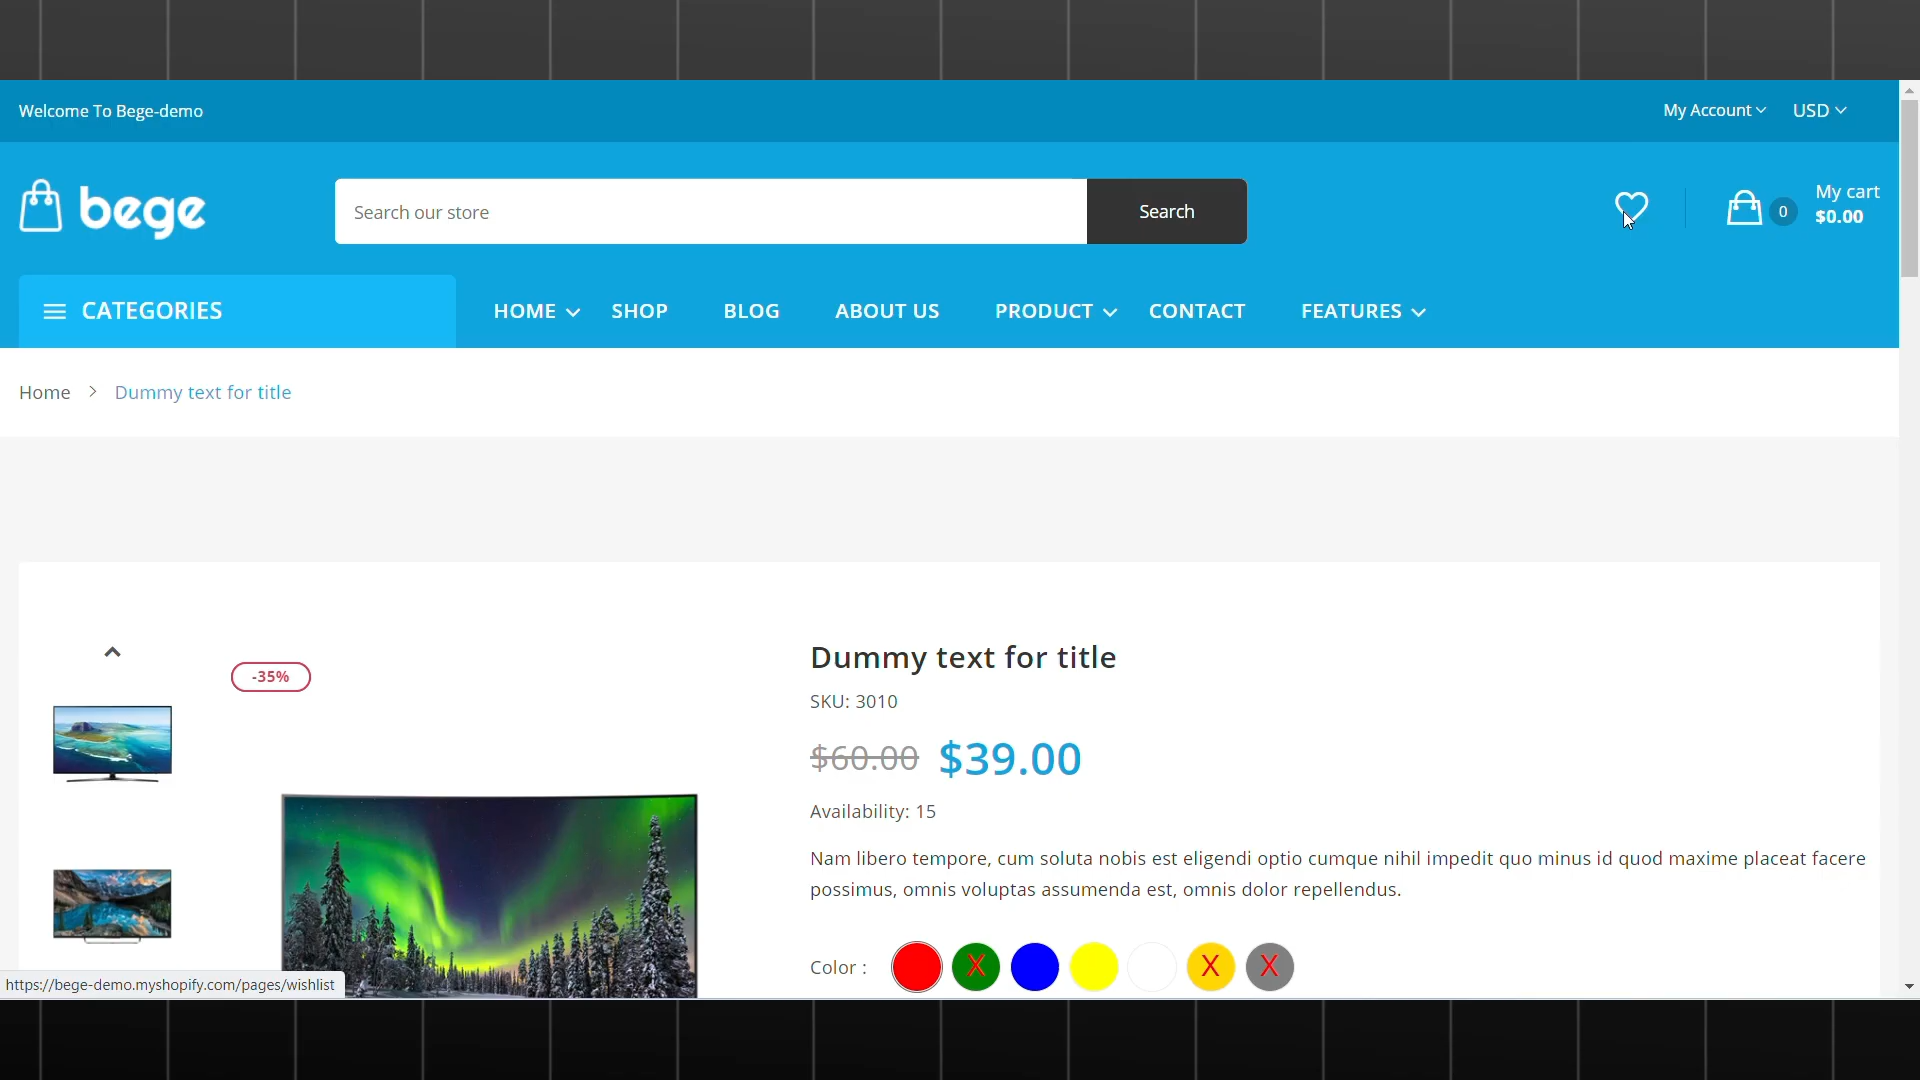 Welcome To Bege-demo
My Account
USD
bege
Search our store
Search
0
My cart
$0.00
CATEGORIES
HOME
SHOP
BLOG
ABOUT US
PRODUCT
CONTACT
FEATURES
Home > Dummy text for title
-35%
Dummy text for title
SKU: 3010
$60.00 $39.00
Availability: 15
Nam libero tempore, cum soluta nobis est eligendi optio cumque nihil impedit quo minus id quod maxime placeat facere
possimus, omnis voluptas assumenda est, omnis dolor repellendus.
Color :
X
X
X
https://bege-demo.myshopify.com/pages/wishlist